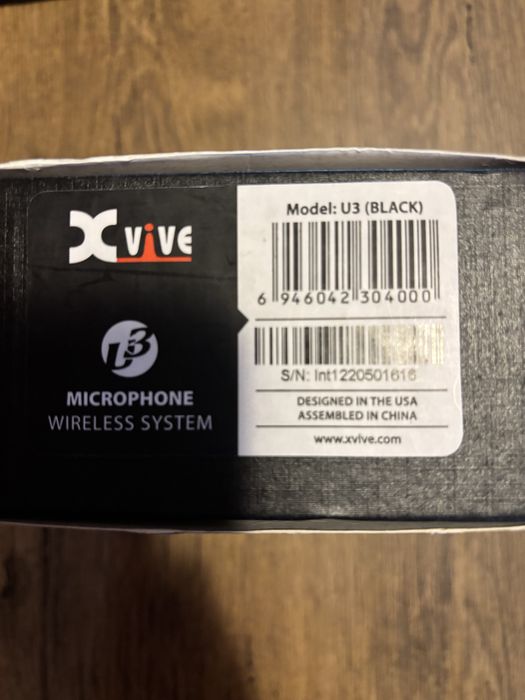 Xvive
U3
MICROPHONE
WIRELESS SYSTEM
Model: U3 (BLACK)
6 946042 304000
S/N: Int1220501616
DESIGNED IN THE USA
ASSEMBLED IN CHINA
www.xvive.com